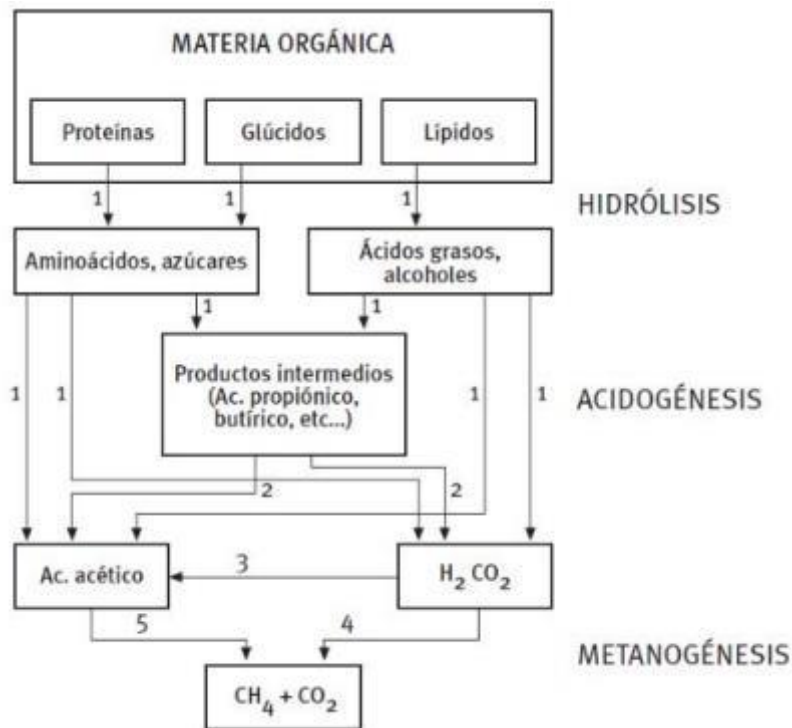 MATERIA ORGÁNICA
Proteínas
Glúcidos
Lípidos
1
1
1
HIDRÓLISIS
Aminoácidos, azúcares
Ácidos grasos,
alcoholes
1
1
Productos intermedios
(Ac. propiónico,
butírico, etc...)
1
1
1
1
ACIDOGÉNESIS
2
2
Ac. acético
3
H₂ CO₂
5
4
METANOGÉNESIS
CH₄ + CO₂